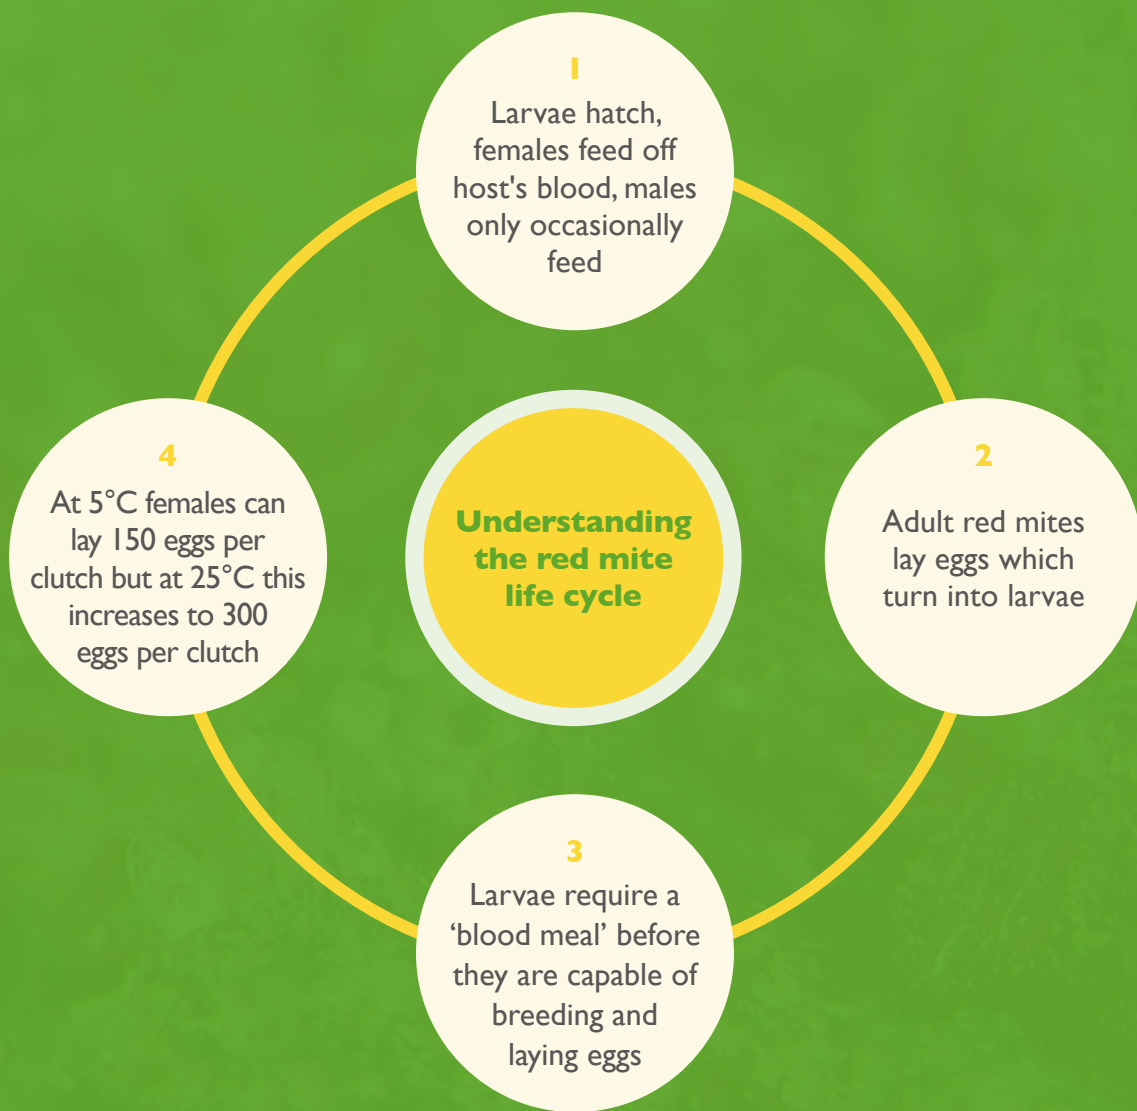 1
Larvae hatch,
females feed off
host's blood, males
only occasionally
feed
2
Adult red mites
lay eggs which
turn into larvae
3
Larvae require a
‘blood meal’ before
they are capable of
breeding and
laying eggs
4
At 5°C females can
lay 150 eggs per
clutch but at 25°C this
increases to 300
eggs per clutch
Understanding
the red mite
life cycle